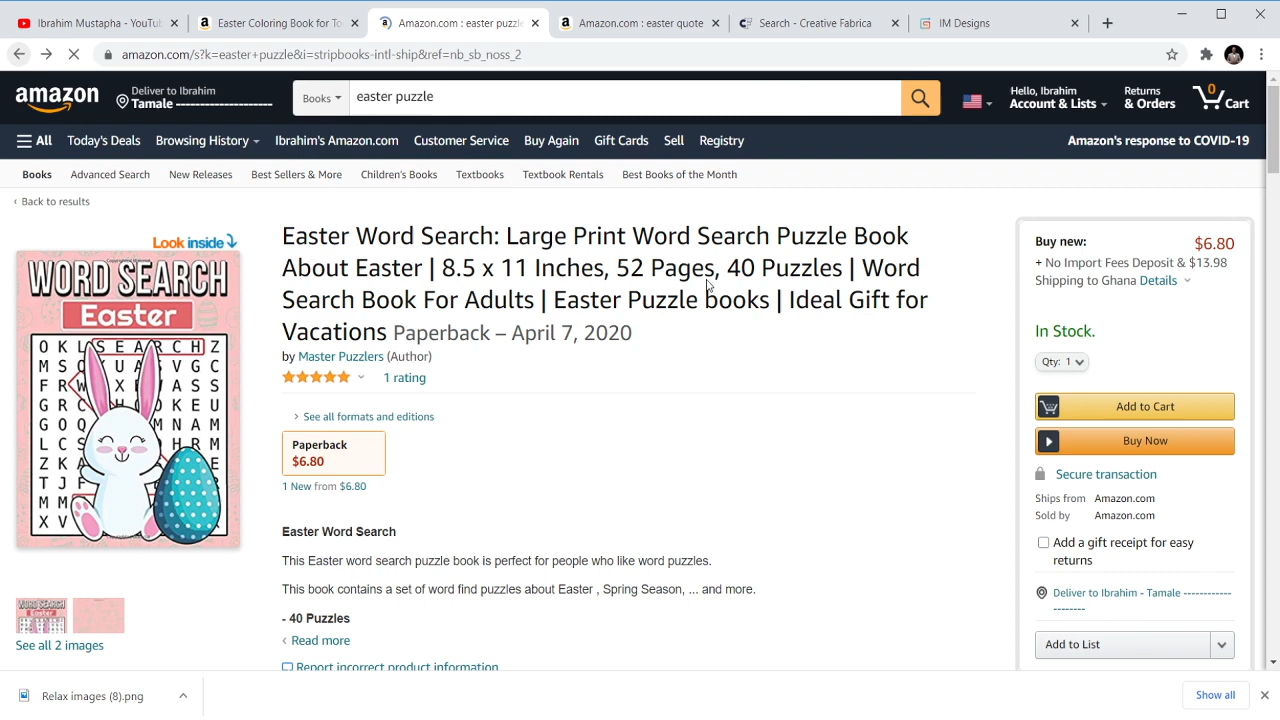 Ibrahim Mustapha - YouTub
Easter Coloring Book for To
Amazon.com : easter puzzle
Amazon.com : easter quote
Search - Creative Fabrica
IM Designs
amazon.com/s?k=easter+puzzle&i=stripbooks-intl-ship&ref=nb_sb_noss_2
amazon
Deliver to Ibrahim
Tamale ------------------
Books
easter puzzle
Hello, Ibrahim
Account & Lists
Returns
& Orders
0
Cart
All
Today's Deals
Browsing History
Ibrahim's Amazon.com
Customer Service
Buy Again
Gift Cards
Sell
Registry
Amazon's response to COVID-19
Books
Advanced Search
New Releases
Best Sellers & More
Children's Books
Textbooks
Textbook Rentals
Best Books of the Month
‹ Back to results
Look inside
WORD SEARCH
Easter
Easter Word Search: Large Print Word Search Puzzle Book
About Easter | 8.5 x 11 Inches, 52 Pages, 40 Puzzles | Word
Search Book For Adults | Easter Puzzle books | Ideal Gift for
Vacations Paperback – April 7, 2020
by Master Puzzlers (Author)
1 rating
› See all formats and editions
Paperback
$6.80
1 New from $6.80
Easter Word Search
This Easter word search puzzle book is perfect for people who like word puzzles.
This book contains a set of word find puzzles about Easter , Spring Season, ... and more.
- 40 Puzzles
‹ Read more
Report incorrect product information
See all 2 images
Buy new:
$6.80
+ No Import Fees Deposit & $13.98
Shipping to Ghana Details
In Stock.
Qty: 1
Add to Cart
Buy Now
Secure transaction
Ships from Amazon.com
Sold by Amazon.com
Add a gift receipt for easy
returns
Deliver to Ibrahim - Tamale ------------
--------
Add to List
Relax images (8).png
Show all